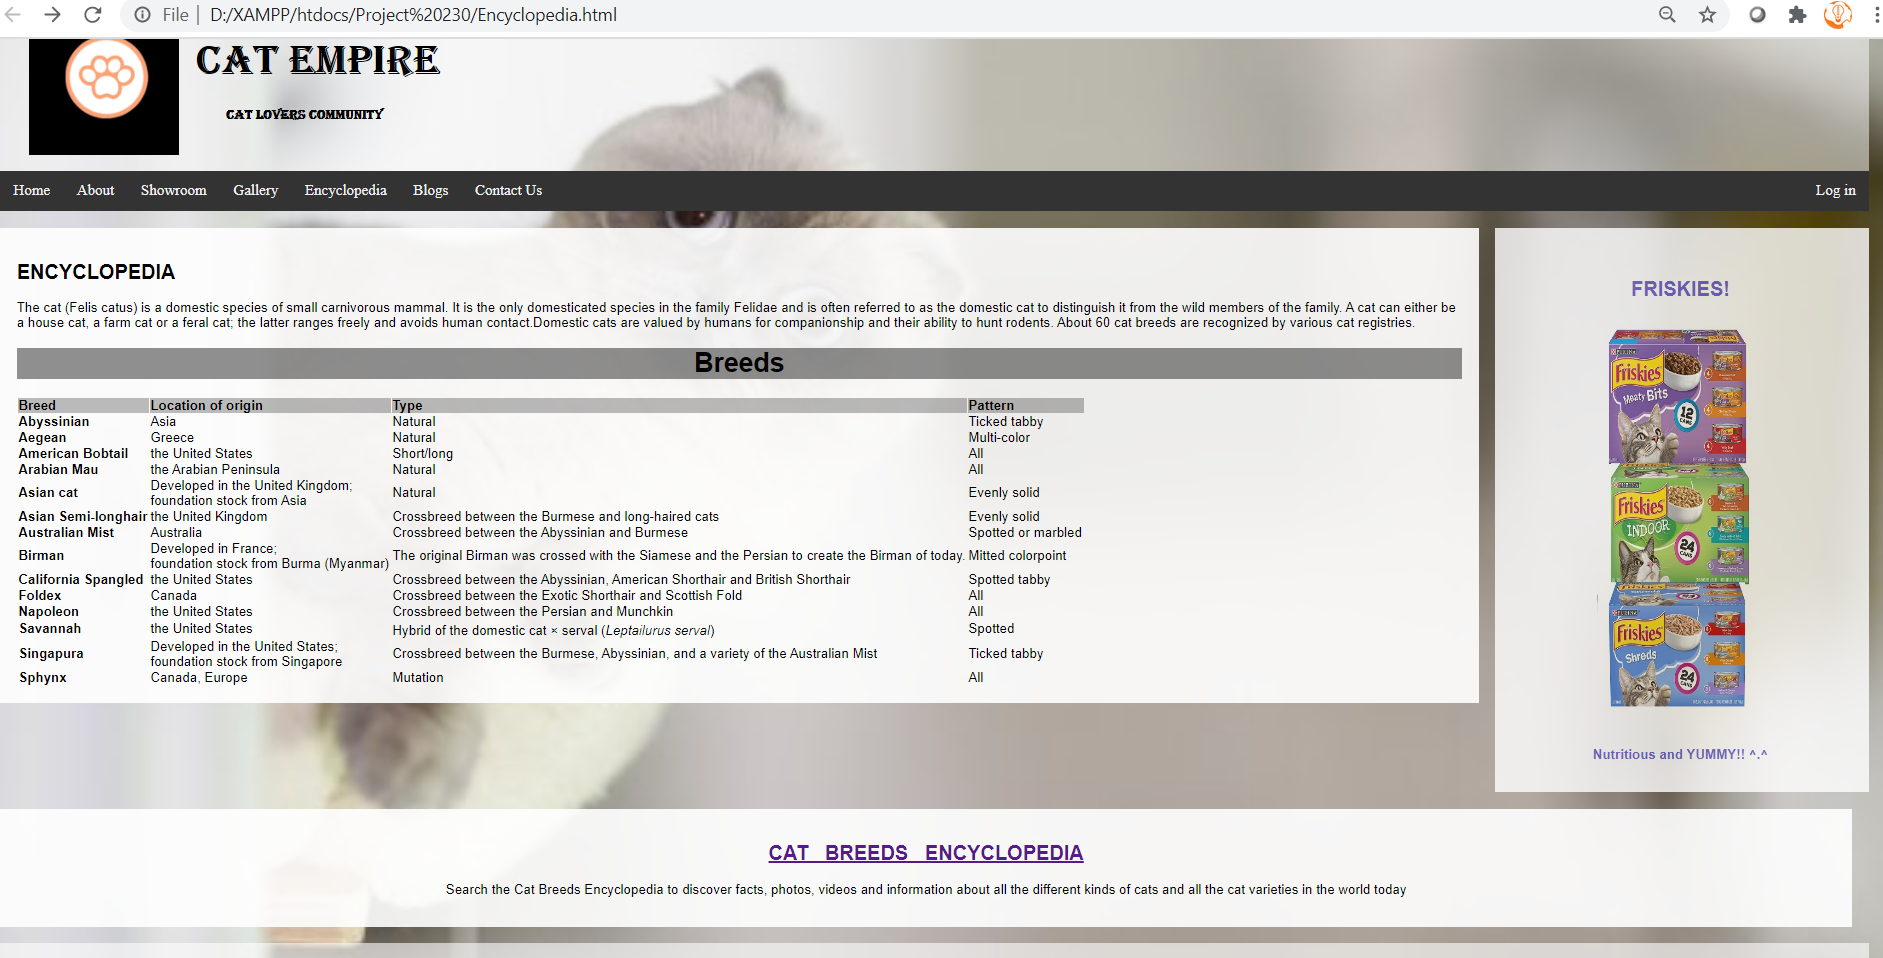 File | D:/XAMPP/htdocs/Project%20230/Encyclopedia.html
CAT EMPIRE
CAT LOVERS COMMUNITY
Home About Showroom Gallery Encyclopedia Blogs Contact Us Log in
ENCYCLOPEDIA
The cat (Felis catus) is a domestic species of small carnivorous mammal. It is the only domesticated species in the family Felidae and is often referred to as the domestic cat to distinguish it from the wild members of the family. A cat can either be
a house cat, a farm cat or a feral cat; the latter ranges freely and avoids human contact.Domestic cats are valued by humans for companionship and their ability to hunt rodents. About 60 cat breeds are recognized by various cat registries.
Breeds
Breed Location of origin Type Pattern
Abyssinian Asia Natural Ticked tabby
Aegean Greece Natural Multi-color
American Bobtail the United States Short/long All
Arabian Mau the Arabian Peninsula Natural All
Asian cat Developed in the United Kingdom;
foundation stock from Asia Natural Evenly solid
Asian Semi-longhair the United Kingdom Crossbreed between the Burmese and long-haired cats Evenly solid
Australian Mist Australia Crossbreed between the Abyssinian and Burmese Spotted or marbled
Birman Developed in France;
foundation stock from Burma (Myanmar) The original Birman was crossed with the Siamese and the Persian to create the Birman of today. Mitted colorpoint
California Spangled the United States Crossbreed between the Abyssinian, American Shorthair and British Shorthair Spotted tabby
Foldex Canada Crossbreed between the Exotic Shorthair and Scottish Fold All
Napoleon the United States Crossbreed between the Persian and Munchkin All
Savannah the United States Hybrid of the domestic cat × serval (Leptailurus serval) Spotted
Singapura Developed in the United States;
foundation stock from Singapore Crossbreed between the Burmese, Abyssinian, and a variety of the Australian Mist Ticked tabby
Sphynx Canada, Europe Mutation All
FRISKIES!
PURINA
Friskies
Meaty Bits
12
CANS
PURINA
Friskies
INDOOR
24
CANS
PURINA
Friskies
Shreds
24
CANS
Nutritious and YUMMY!! ^.^
CAT BREEDS ENCYCLOPEDIA
Search the Cat Breeds Encyclopedia to discover facts, photos, videos and information about all the different kinds of cats and all the cat varieties in the world today